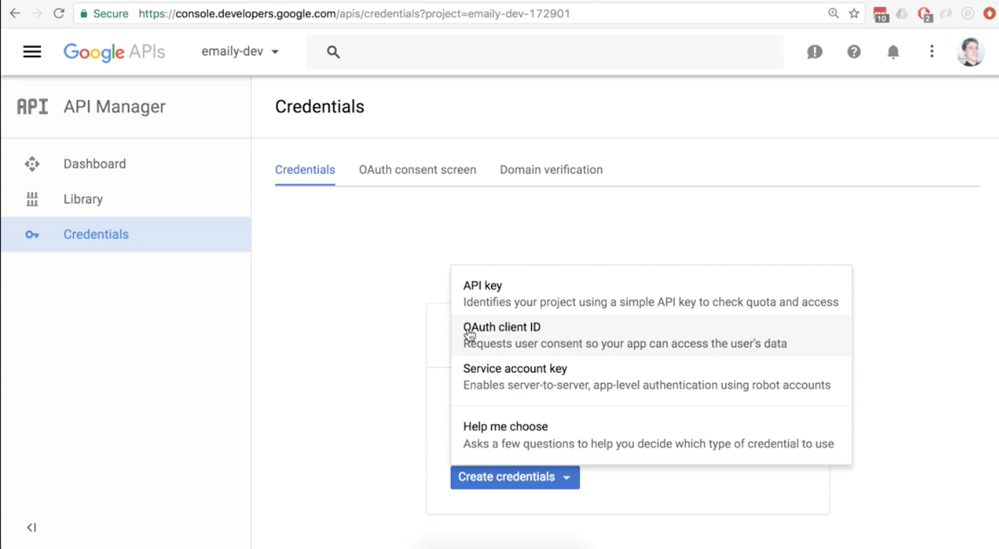 Secure https://console.developers.google.com/apis/credentials?project=emaily-dev-172901
10
2
Google APIs emaily-dev
API API Manager
Credentials
Dashboard
Library
Credentials
Credentials OAuth consent screen Domain verification
API key
Identifies your project using a simple API key to check quota and access
OAuth client ID
Requests user consent so your app can access the user's data
Service account key
Enables server-to-server, app-level authentication using robot accounts
Help me choose
Asks a few questions to help you decide which type of credential to use
Create credentials